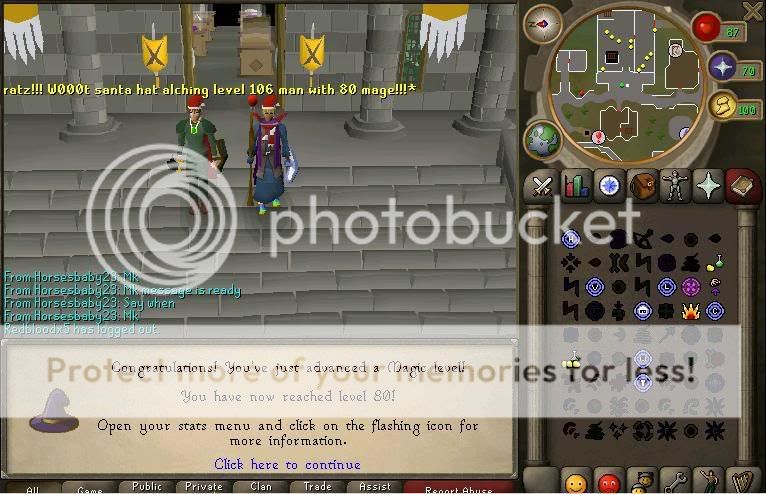 ratz!!! W000t santa hat alching level 106 man with 80 mage!!!*
87
70
100
photobucket
From Horsesbaby23: Mk
From Horsesbaby23: Mk message is ready
From Horsesbaby23: Say when
From Horsesbaby23: Mk
Redbloodx5 has logged out.
Protect more of your memories for less!
Congratulations! You've just advanced a Magic level!
You have now reached level 80!
Open your stats menu and click on the flashing icon for
more information.
Click here to continue
All Game Public Private Clan Trade Assist Report Abuse